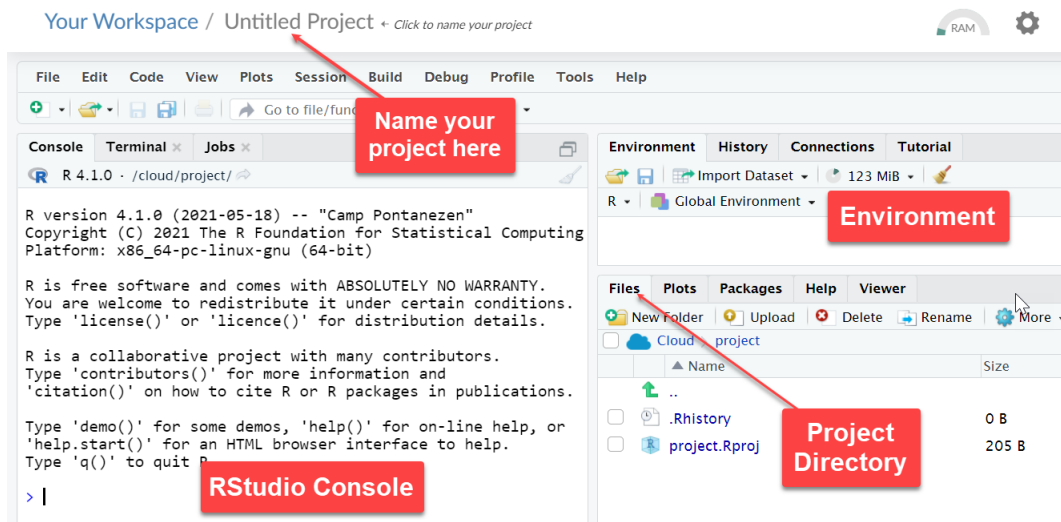 Your Workspace / Untitled Project ← Click to name your project
RAM
File Edit Code View Plots Session Build Debug Profile Tools Help
Go to file/func
Name your
project here
Console Terminal Jobs
R 4.1.0 · /cloud/project/
R version 4.1.0 (2021-05-18) -- "Camp Pontanezen"
Copyright (C) 2021 The R Foundation for Statistical Computing
Platform: x86_64-pc-linux-gnu (64-bit)
R is free software and comes with ABSOLUTELY NO WARRANTY.
You are welcome to redistribute it under certain conditions.
Type 'license()' or 'licence()' for distribution details.
R is a collaborative project with many contributors.
Type 'contributors()' for more information and
'citation()' on how to cite R or R packages in publications.
Type 'demo()' for some demos, 'help()' for on-line help, or
'help.start()' for an HTML browser interface to help.
Type 'q()' to quit R
>
RStudio Console
Environment History Connections Tutorial
Import Dataset 123 MiB
R Global Environment
Environment
Files Plots Packages Help Viewer
New Folder Upload Delete Rename More
Cloud project
Name Size
..
.Rhistory 0 B
project.Rproj 205 B
Project
Directory